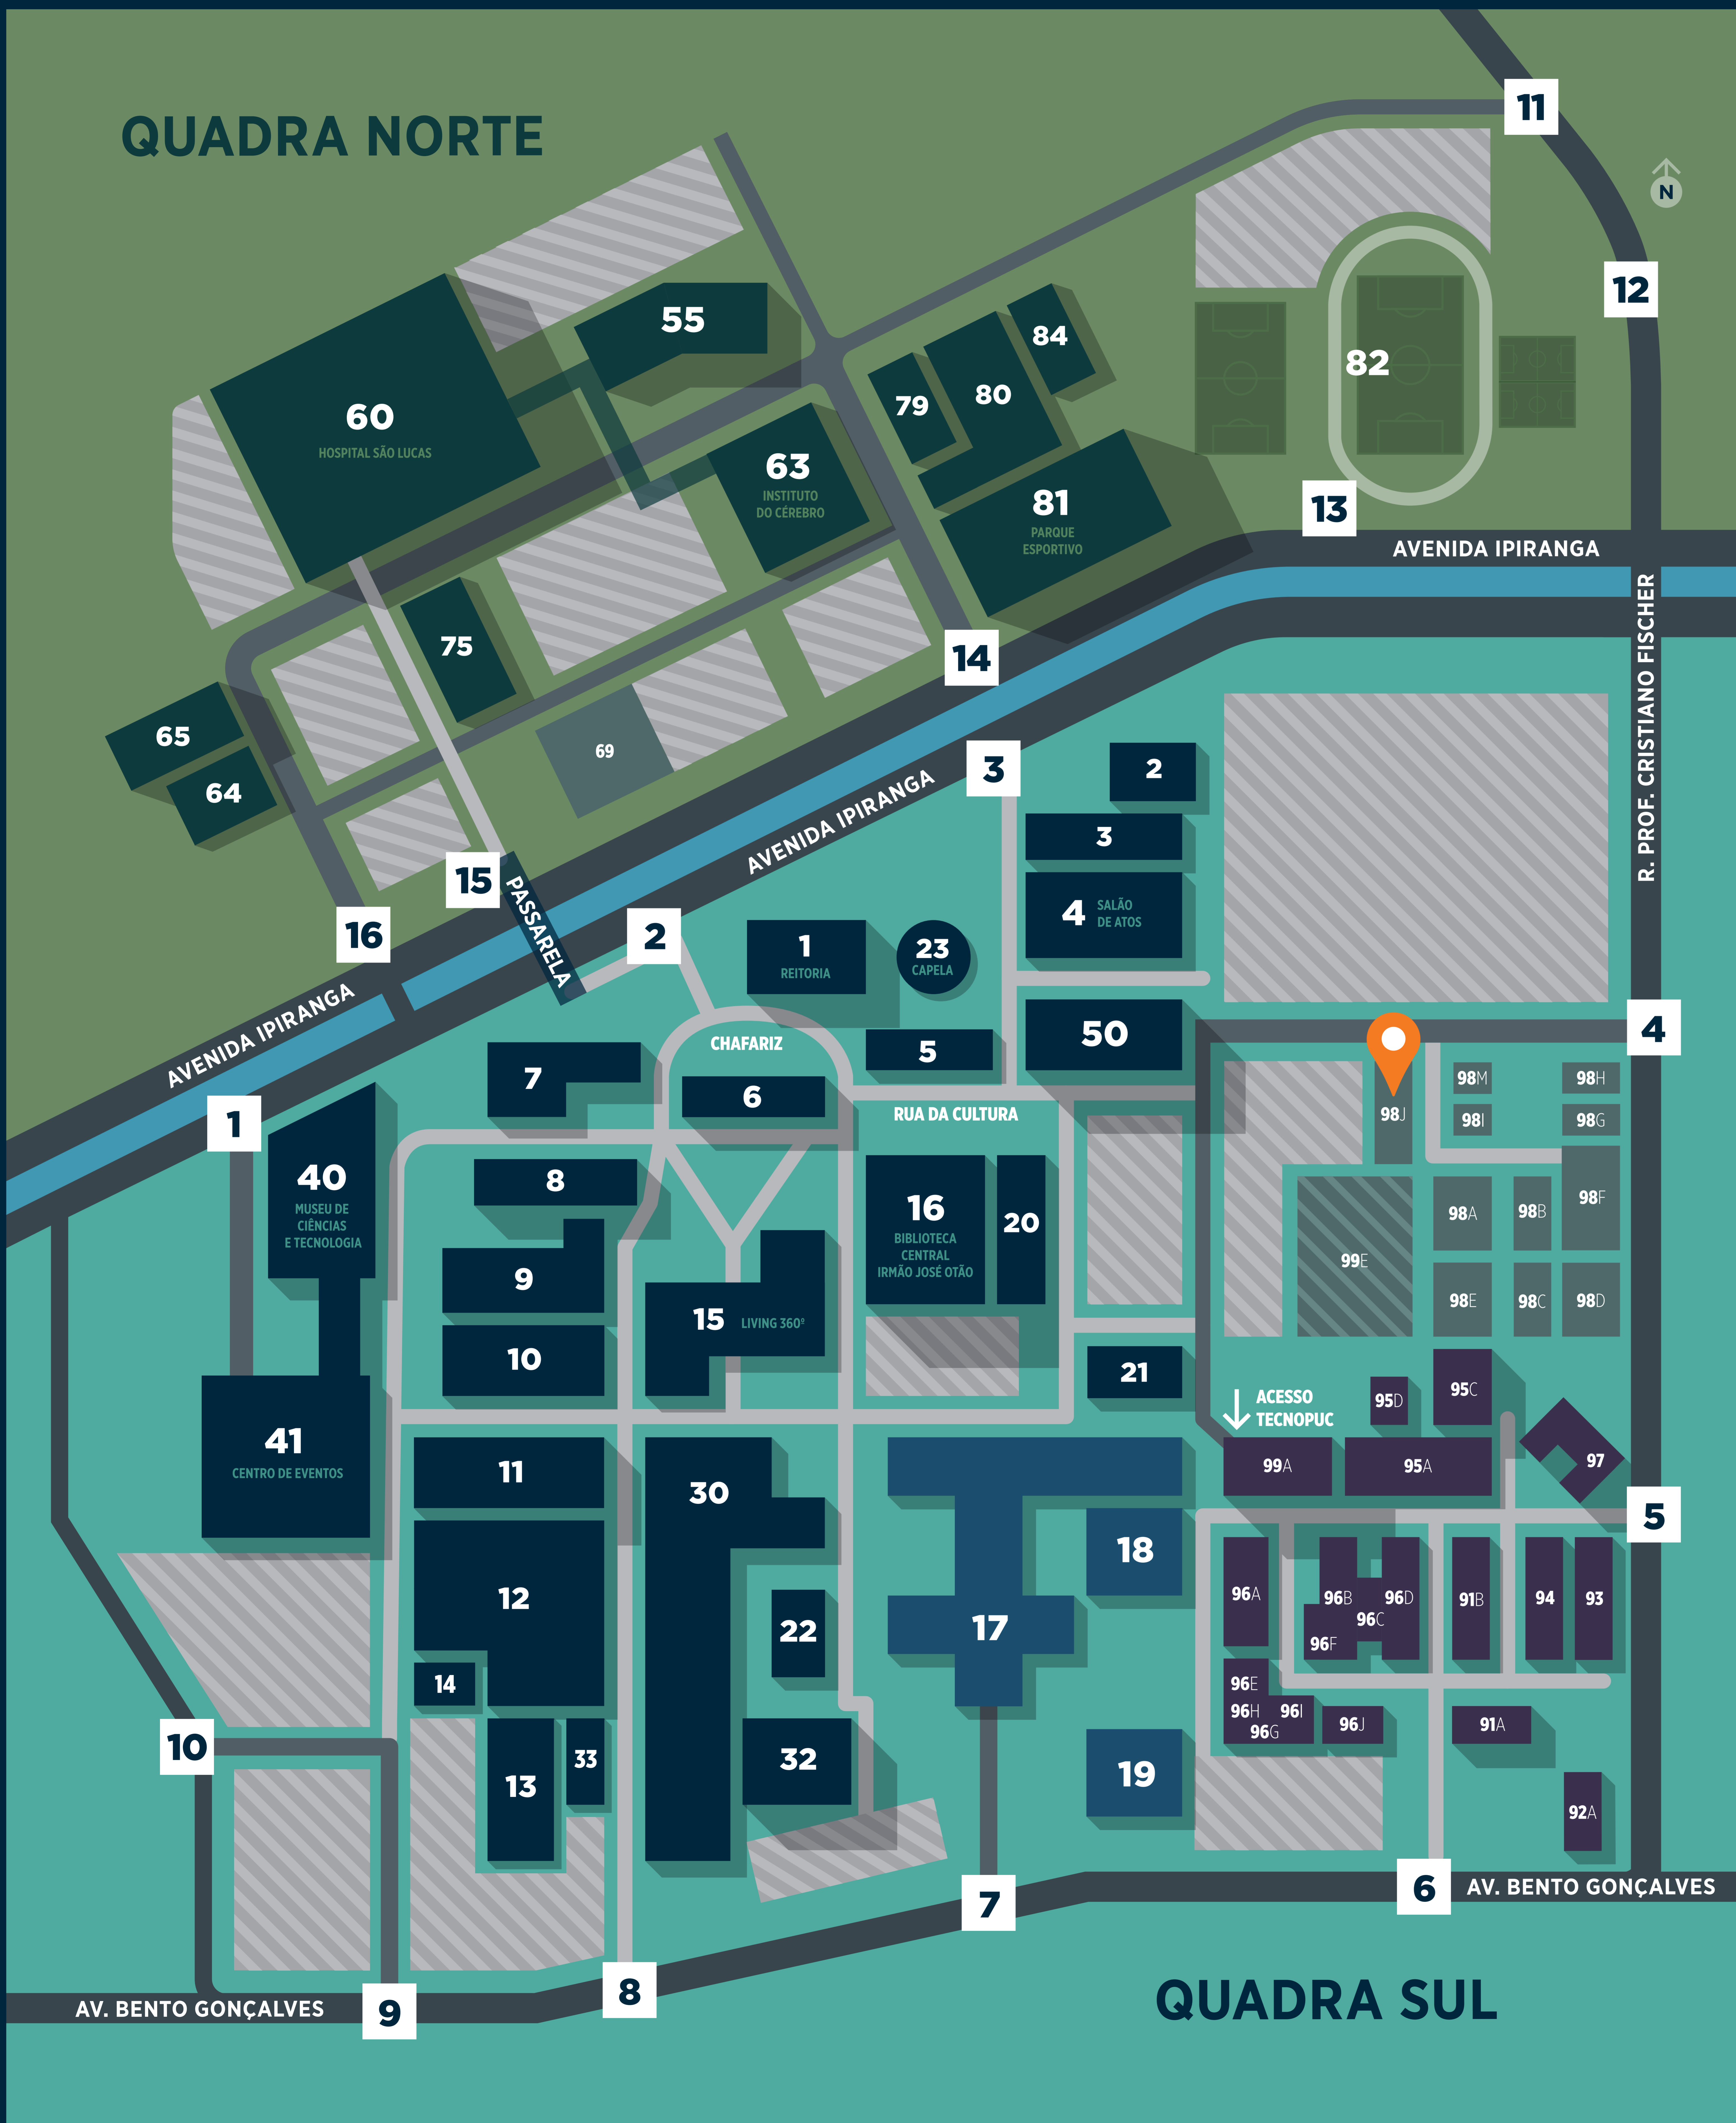 QUADRA NORTE
11
N
12
55
84
82
79
80
60
HOSPITAL SÃO LUCAS
63
INSTITUTO
DO CÉREBRO
81
PARQUE
ESPORTIVO
13
AVENIDA IPIRANGA
R. PROF. CRISTIANO FISCHER
75
14
65
64
69
3
2
AVENIDA IPIRANGA
3
4
SALÃO
DE ATOS
15
PASSARELA
16
2
1
REITORIA
23
CAPELA
AVENIDA IPIRANGA
CHAFARIZ
5
50
4
7
6
RUA DA CULTURA
98M
98H
98I
98G
98J
1
40
MUSEU DE
CIÊNCIAS
E TECNOLOGIA
8
16
BIBLIOTECA
CENTRAL
IRMÃO JOSÉ OTÃO
20
98A
98B
98F
99E
9
15
LIVING 360º
98E
98C
98D
10
21
ACESSO
TECNOPUC
95D
95C
41
CENTRO DE EVENTOS
11
30
99A
95A
97
5
18
12
22
17
96A
96B
96C
96D
96F
91B
94
93
14
96E
96H
96I
96G
96J
91A
10
13
33
32
19
92A
7
6
AV. BENTO GONÇALVES
8
AV. BENTO GONÇALVES
9
QUADRA SUL